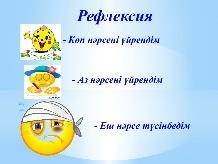 Рефлексия
- Көп нәрсені үйрендім
- Аз нәрсені үйрендім
- Еш нәрсе түсінбедім